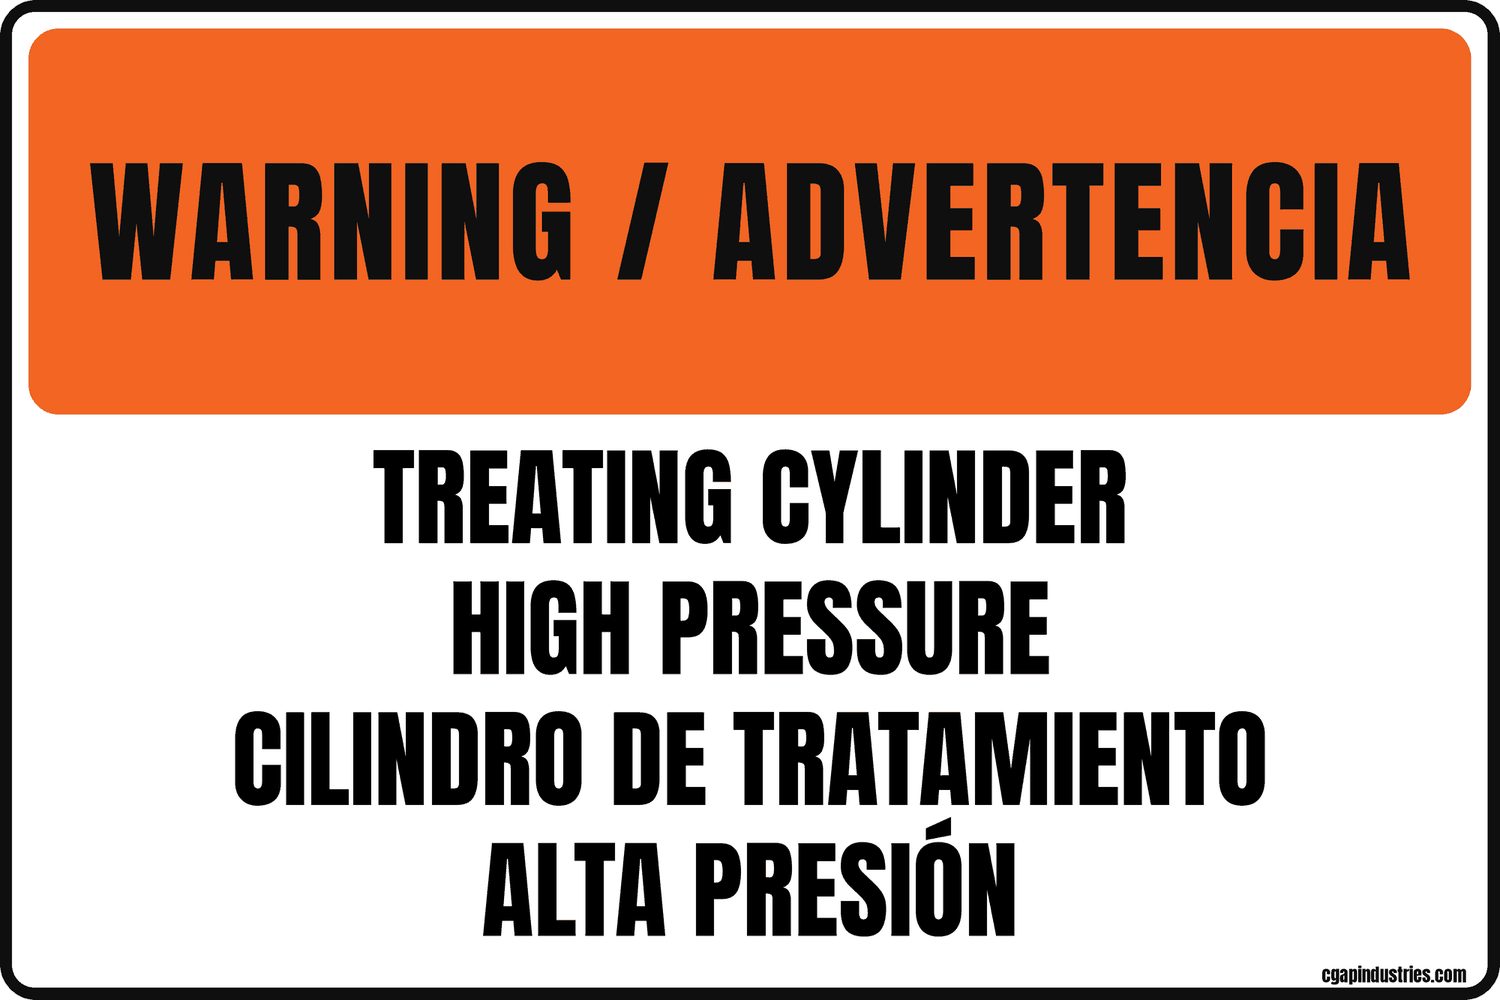 WARNING / ADVERTENCIA
TREATING CYLINDER
HIGH PRESSURE
CILINDRO DE TRATAMIENTO
ALTA PRESIÓN
cgapindustries.com